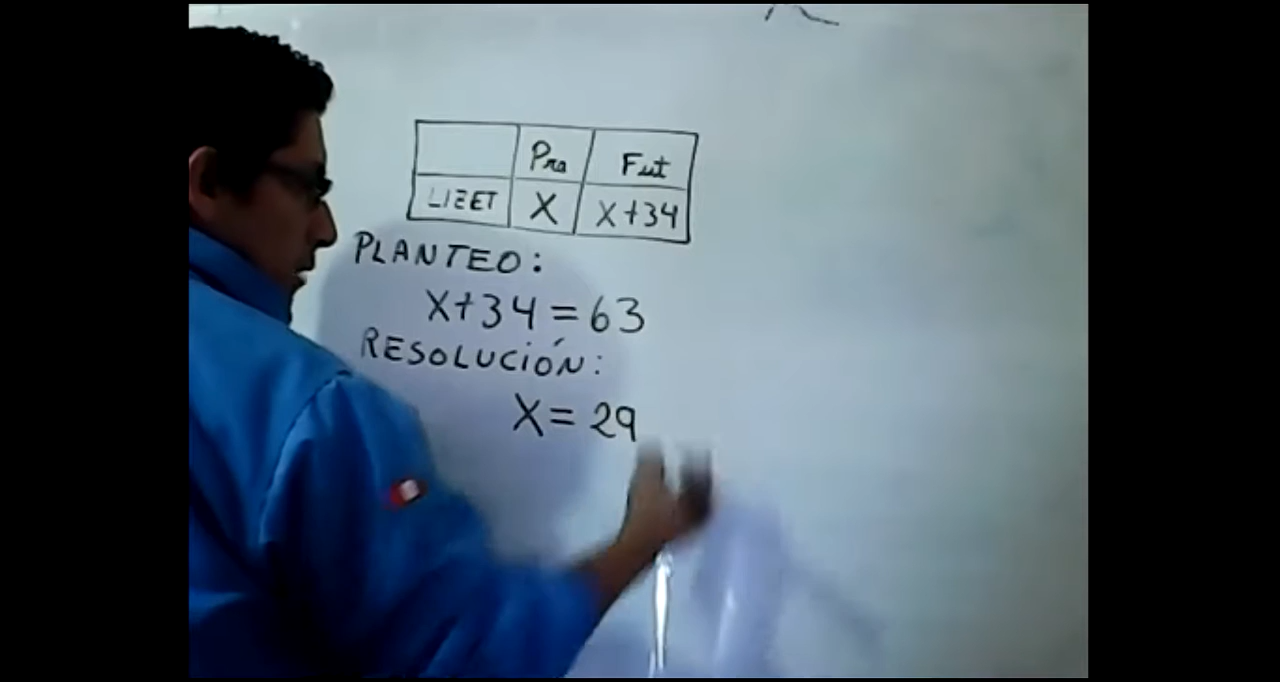 Pre Fut
LIZET X X+34
PLANTEO:
X+34=63
RESOLUCIÓN:
X=29